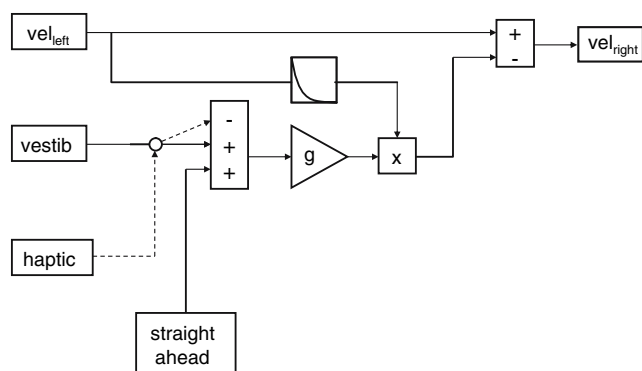 vel_left
+
-
vel_right
vestib
-
+
+
g
x
haptic
straight
ahead